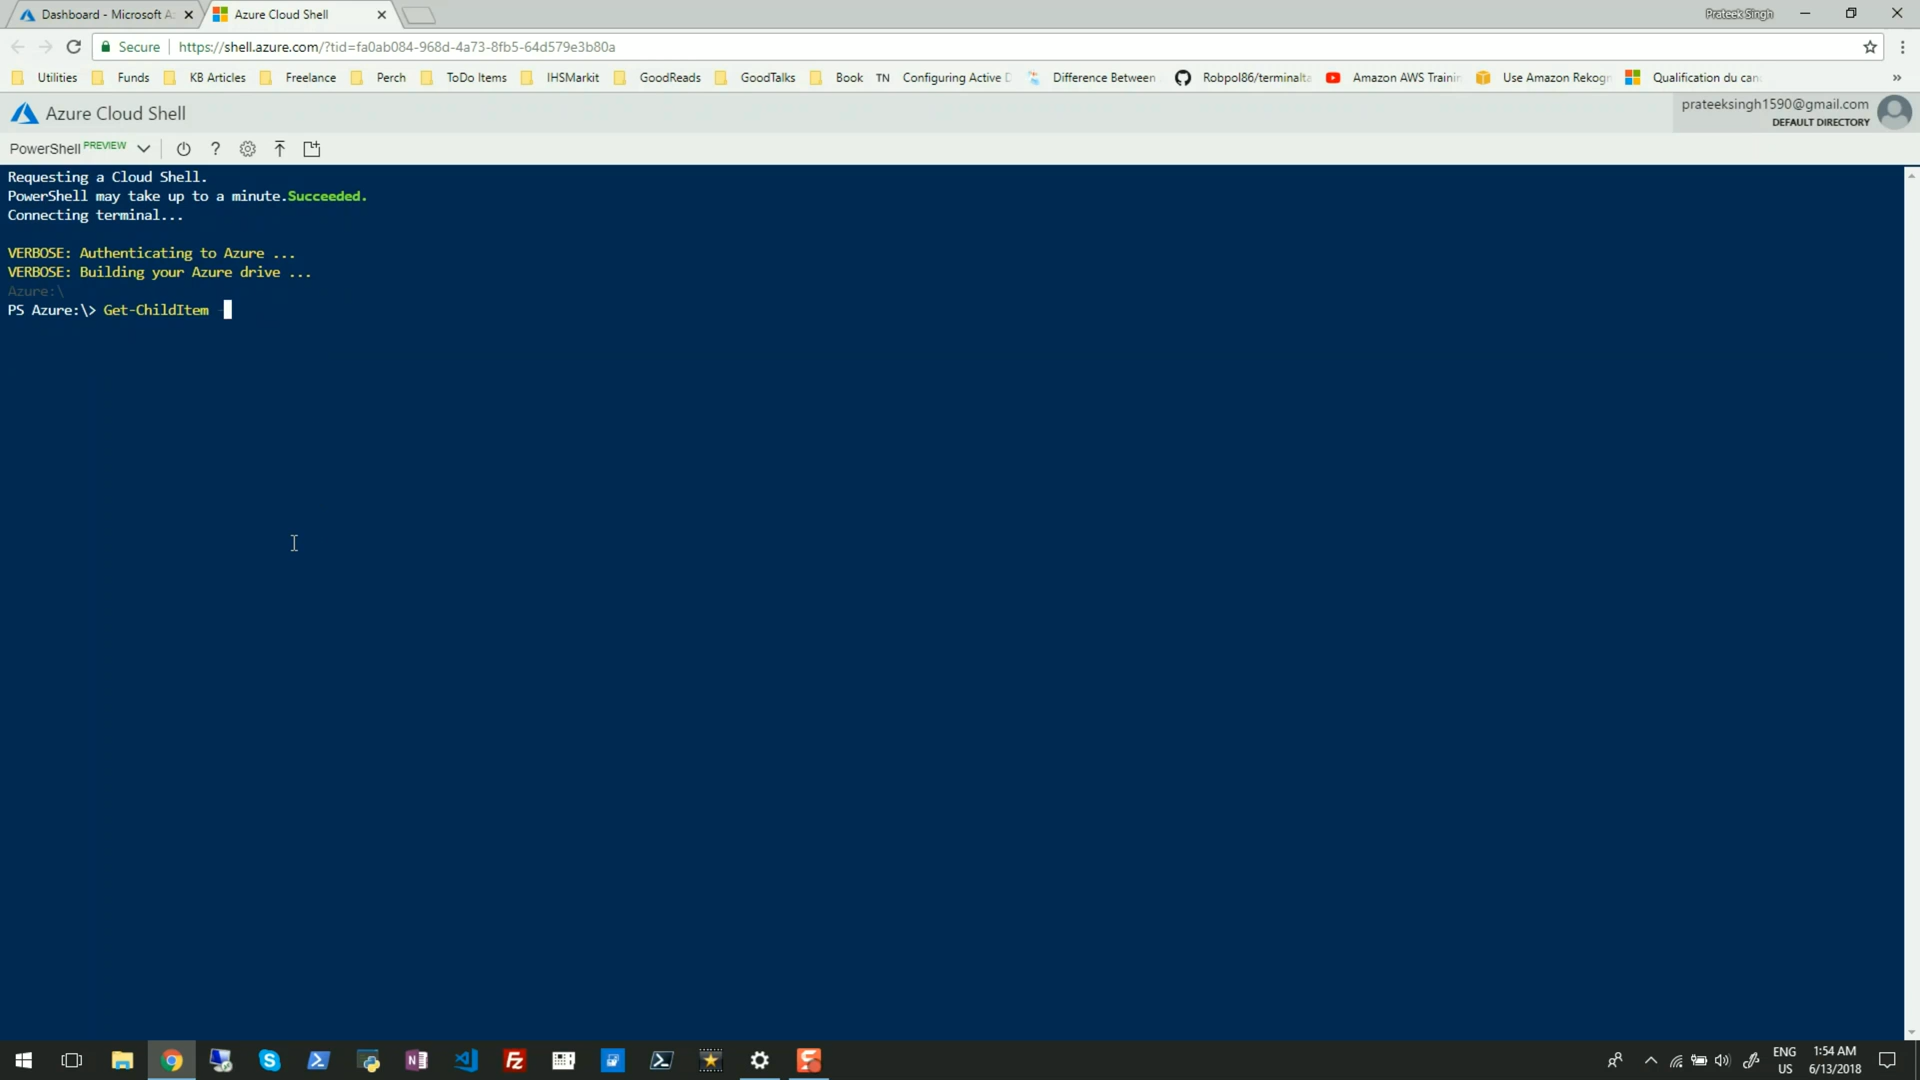 Dashboard - Microsoft A
Azure Cloud Shell
Prateek Singh
Secure
https://shell.azure.com/?tid=fa0ab084-968d-4a73-8fb5-64d579e3b80a
Utilities
Funds
KB Articles
Freelance
Perch
ToDo Items
IHSMarkit
GoodReads
GoodTalks
Book
TN
Configuring Active D
Difference Between
Robpol86/terminalta
Amazon AWS Trainin
Use Amazon Rekogn
Qualification du can
»
Azure Cloud Shell
prateeksingh1590@gmail.com
DEFAULT DIRECTORY
PowerShell PREVIEW
?
Requesting a Cloud Shell.
PowerShell may take up to a minute.Succeeded.
Connecting terminal...
VERBOSE: Authenticating to Azure ...
VERBOSE: Building your Azure drive ...
Azure:\
PS Azure:\> Get-ChildItem -
ENG
US
1:54 AM
6/13/2018